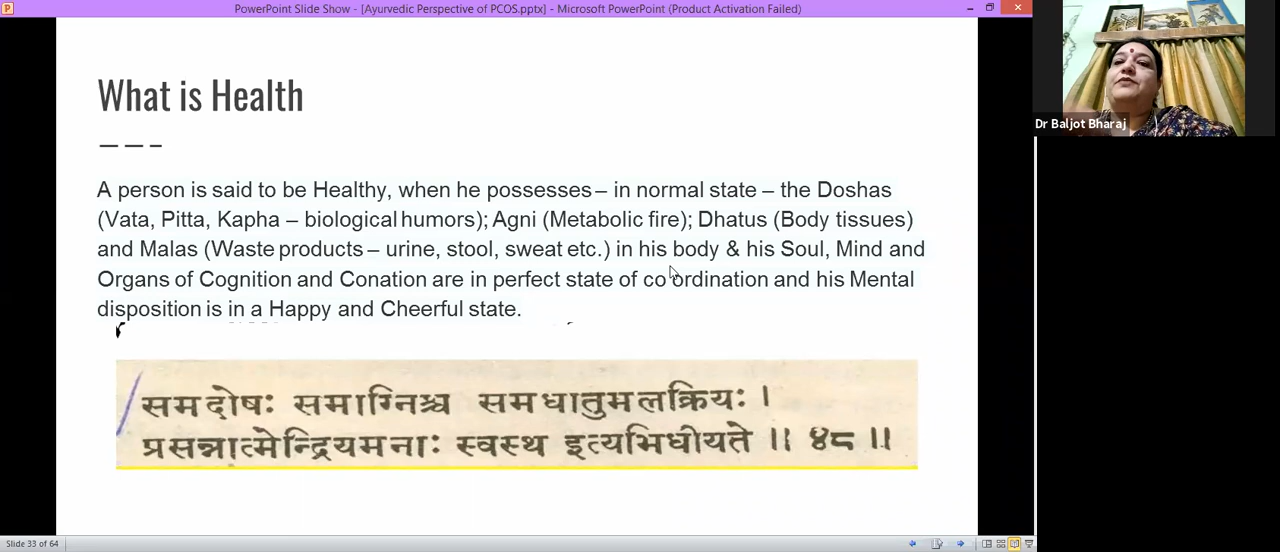 PowerPoint Slide Show - [Ayurvedic Perspective of PCOS.pptx] - Microsoft PowerPoint (Product Activation Failed)
Dr Baljot Bharaj
What is Health
A person is said to be Healthy, when he possesses – in normal state – the Doshas
(Vata, Pitta, Kapha – biological humors); Agni (Metabolic fire); Dhatus (Body tissues)
and Malas (Waste products – urine, stool, sweat etc.) in his body & his Soul, Mind and
Organs of Cognition and Conation are in perfect state of co ordination and his Mental
disposition is in a Happy and Cheerful state.
समदोषः समाग्निश्च समधातुमलक्रियः ।
प्रसन्नात्मेन्द्रियमनाः स्वस्थ इत्यभिधीयते ॥ ४८ ॥
Slide 33 of 64